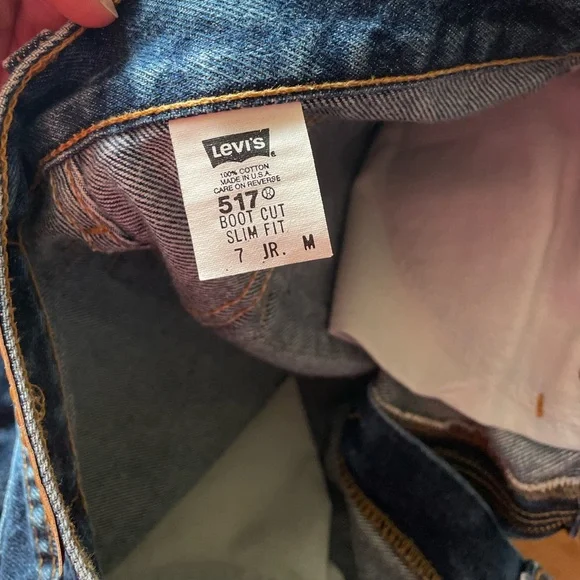 LEVI'S ®
100% COTTON
MADE IN U.S.A.
CARE ON REVERSE
517 ®
BOOT CUT
SLIM FIT
7 JR. M